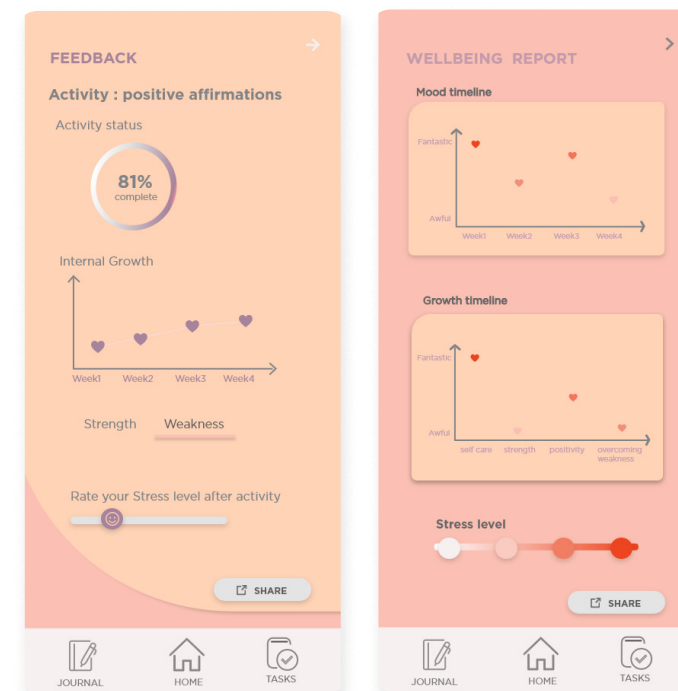 FEEDBACK
Activity : positive affirmations
Activity status
81%
complete
Internal Growth
Week1 Week2 Week3 Week4
Strength Weakness
Rate your Stress level after activity
SHARE
JOURNAL HOME TASKS
WELLBEING REPORT
Mood timeline
Fantastic
Awful
Week1 Week2 Week3 Week4
Growth timeline
Fantastic
Awful
self care strength positivity overcoming
weakness
Stress level
SHARE
JOURNAL HOME TASKS